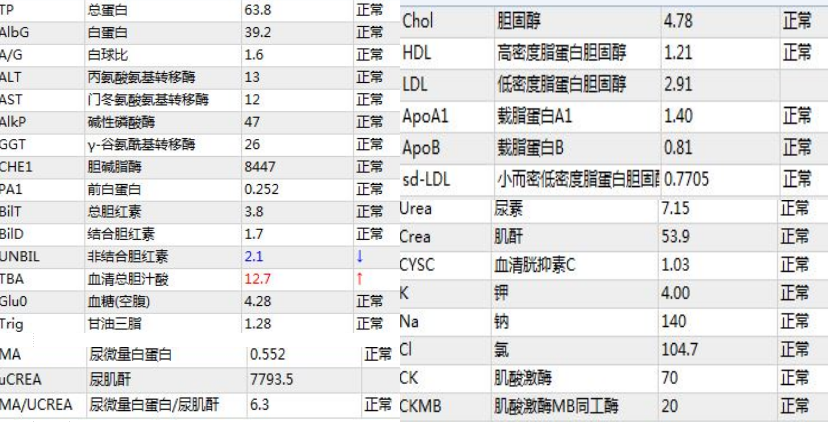 TP 总蛋白 63.8 正常
AlbG 白蛋白 39.2 正常
A/G 白球比 1.6 正常
ALT 丙氨酸氨基转移酶 13 正常
AST 门冬氨酸氨基转移酶 12 正常
AlkP 碱性磷酸酶 47 正常
GGT γ-谷氨酰基转移酶 26 正常
CHE1 胆碱脂酶 8447 正常
PA1 前白蛋白 0.252 正常
BilT 总胆红素 3.8 正常
BilD 结合胆红素 1.7 正常
UNBIL 非结合胆红素 2.1 ↓
TBA 血清总胆汁酸 12.7 ↑
Glu0 血糖(空腹) 4.28 正常
Trig 甘油三脂 1.28 正常
MA 尿微量白蛋白 0.552 正常
uCREA 尿肌酐 7793.5
MA/UCREA 尿微量白蛋白/尿肌酐 6.3 正常
Chol 胆固醇 4.78 正常
HDL 高密度脂蛋白胆固醇 1.21 正常
LDL 低密度脂蛋白胆固醇 2.91
ApoA1 载脂蛋白A1 1.40 正常
ApoB 载脂蛋白B 0.81 正常
sd-LDL 小而密低密度脂蛋白胆固 0.7705 正常
Urea 尿素 7.15 正常
Crea 肌酐 53.9 正常
CYSC 血清胱抑素C 1.03 正常
K 钾 4.00 正常
Na 钠 140 正常
Cl 氯 104.7 正常
CK 肌酸激酶 70 正常
CKMB 肌酸激酶MB同工酶 20 正常